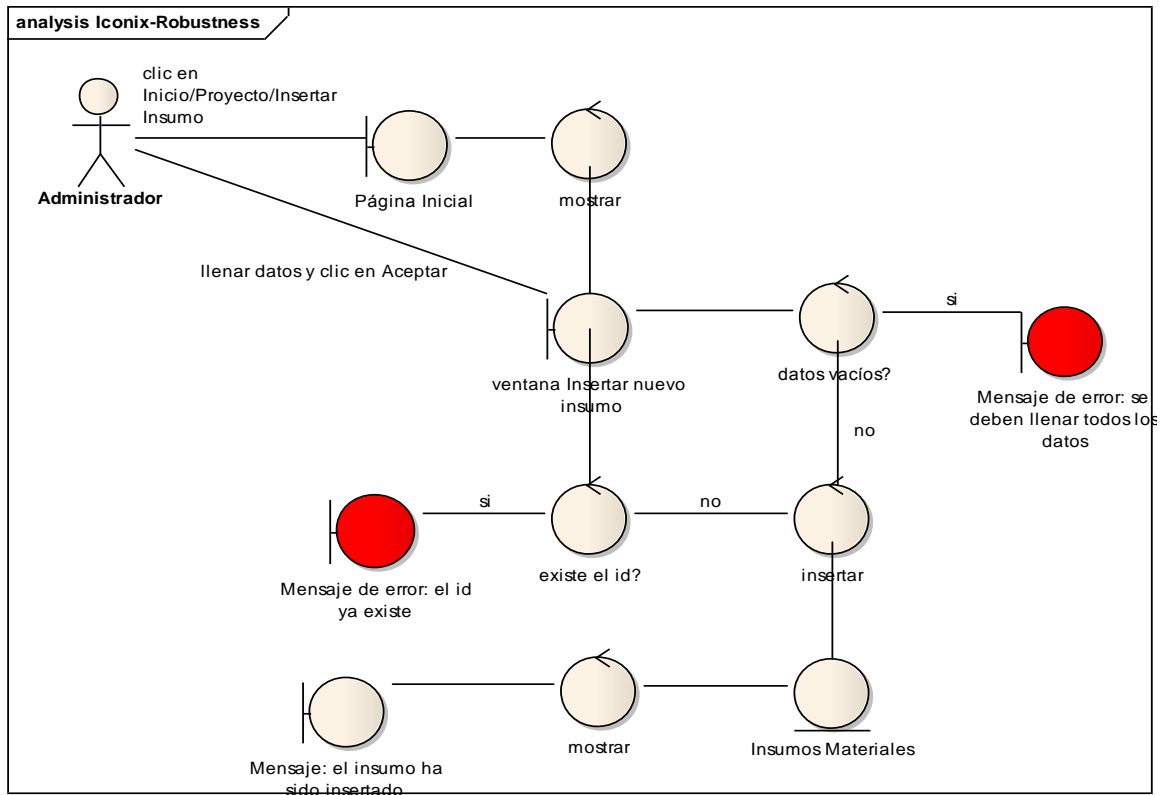 analysis Iconix-Robustness
clic en
Inicio/Proyecto/Insertar
Insumo
Administrador
Página Inicial
mostrar
llenar datos y clic en Aceptar
ventana Insertar nuevo
insumo
datos vacíos?
si
Mensaje de error: se
deben llenar todos los
datos
no
si
no
Mensaje de error: el id
ya existe
existe el id?
insertar
Mensaje: el insumo ha
sido insertado
mostrar
Insumos Materiales